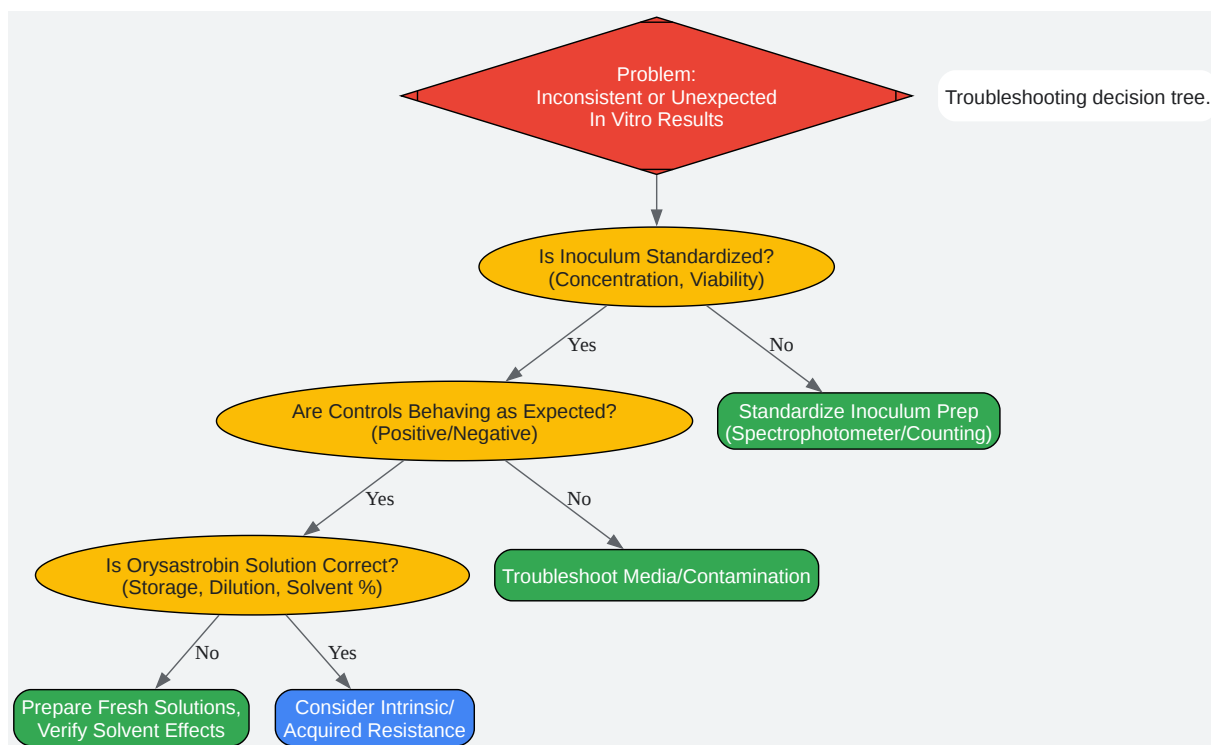 Problem:
Inconsistent or Unexpected
In Vitro Results
Troubleshooting decision tree.
Is Inoculum Standardized?
(Concentration, Viability)
Yes
No
Are Controls Behaving as Expected?
(Positive/Negative)
Standardize Inoculum Prep
(Spectrophotometer/Counting)
Yes
No
Is Orysastrobin Solution Correct?
(Storage, Dilution, Solvent %)
Troubleshoot Media/Contamination
No
Yes
Prepare Fresh Solutions,
Verify Solvent Effects
Consider Intrinsic/
Acquired Resistance